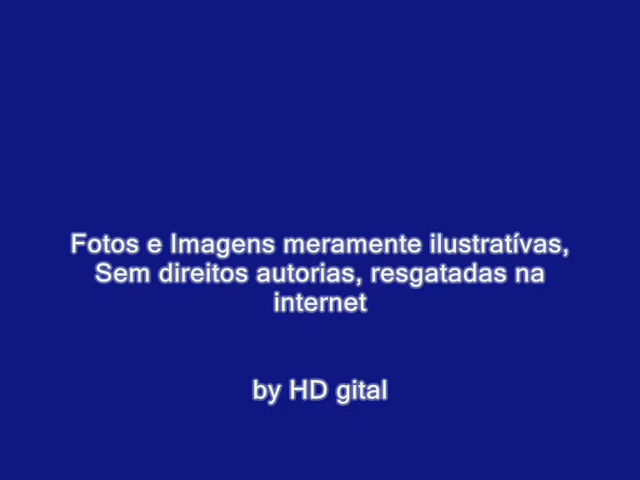 Fotos e Imagens meramente ilustratívas,
Sem direitos autorias, resgatadas na
internet
by HD gital